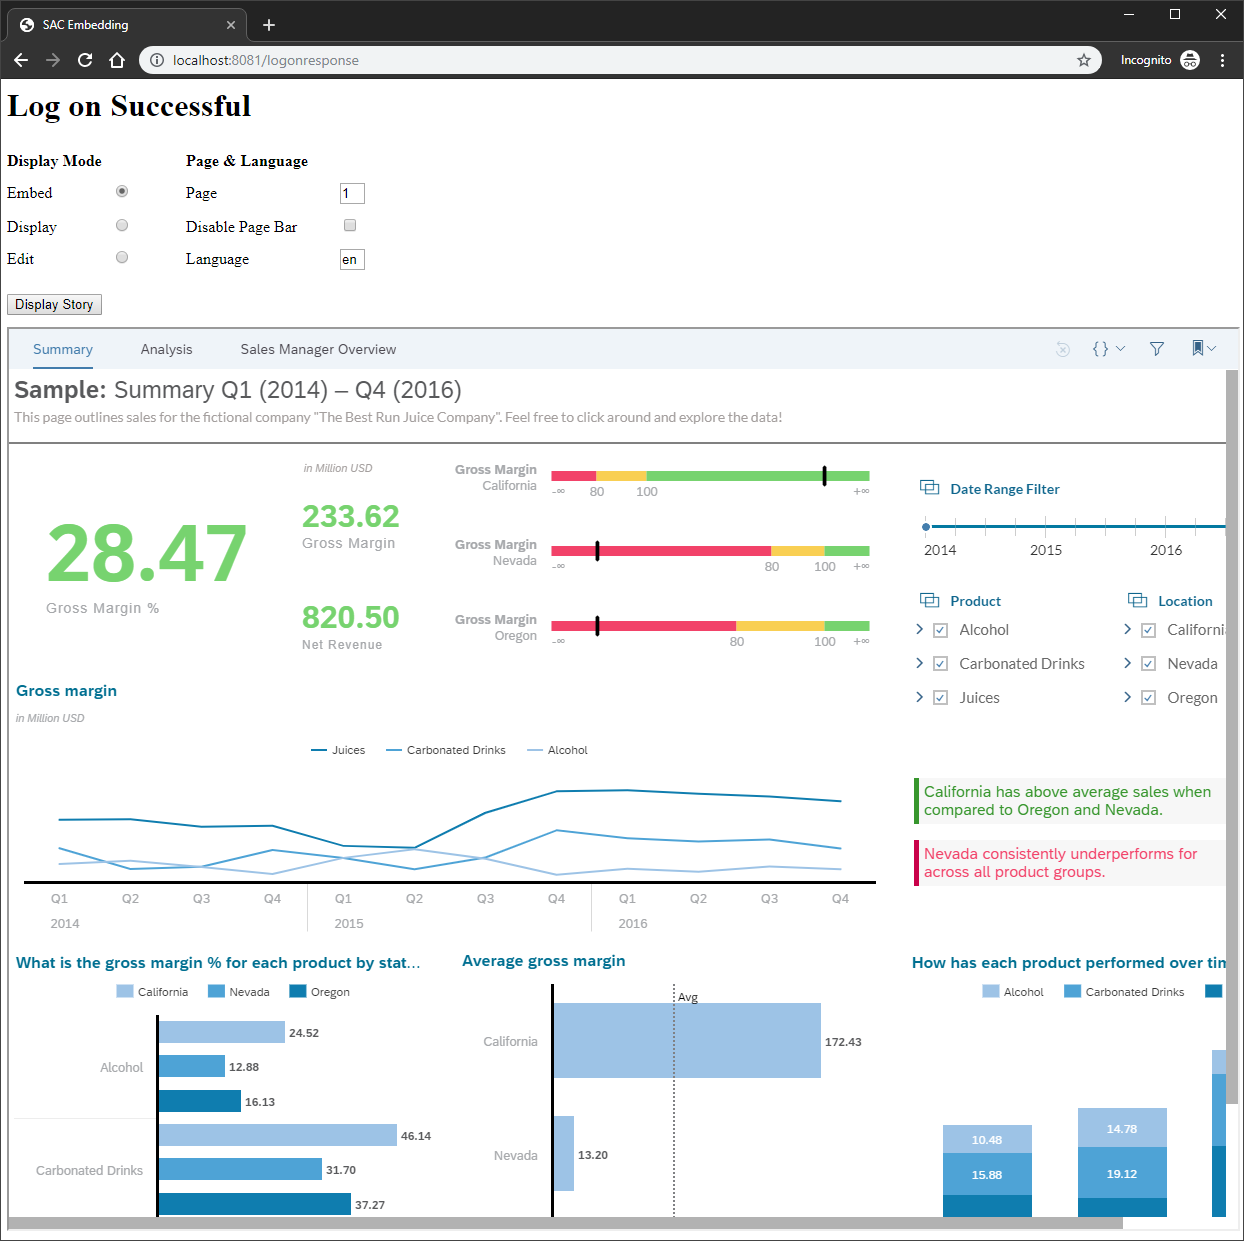 SAC Embedding
localhost:8081/logonresponse
Incognito
Log on Successful
Display Mode
Page & Language
Embed
Page
1
Display
Disable Page Bar
Edit
Language
en
Display Story
Summary
Analysis
Sales Manager Overview
Sample: Summary Q1 (2014) – Q4 (2016)
This page outlines sales for the fictional company "The Best Run Juice Company". Feel free to click around and explore the data!
28.47
Gross Margin %
in Million USD
233.62
Gross Margin
820.50
Net Revenue
Gross Margin
California
-∞ 80 100 +∞
Gross Margin
Nevada
-∞ 80 100 +∞
Gross Margin
Oregon
-∞ 80 100 +∞
Date Range Filter
2014 2015 2016
Product
Alcohol
Carbonated Drinks
Juices
Location
Californi
Nevada
Oregon
Gross margin
in Million USD
Juices Carbonated Drinks Alcohol
Q1 Q2 Q3 Q4 Q1 Q2 Q3 Q4 Q1 Q2 Q3 Q4
2014 2015 2016
California has above average sales when
compared to Oregon and Nevada.
Nevada consistently underperforms for
across all product groups.
What is the gross margin % for each product by stat...
California Nevada Oregon
Alcohol
24.52
12.88
16.13
Carbonated Drinks
46.14
31.70
37.27
Average gross margin
Avg
California
172.43
Nevada
13.20
How has each product performed over tim
Alcohol Carbonated Drinks
10.48
15.88
14.78
19.12